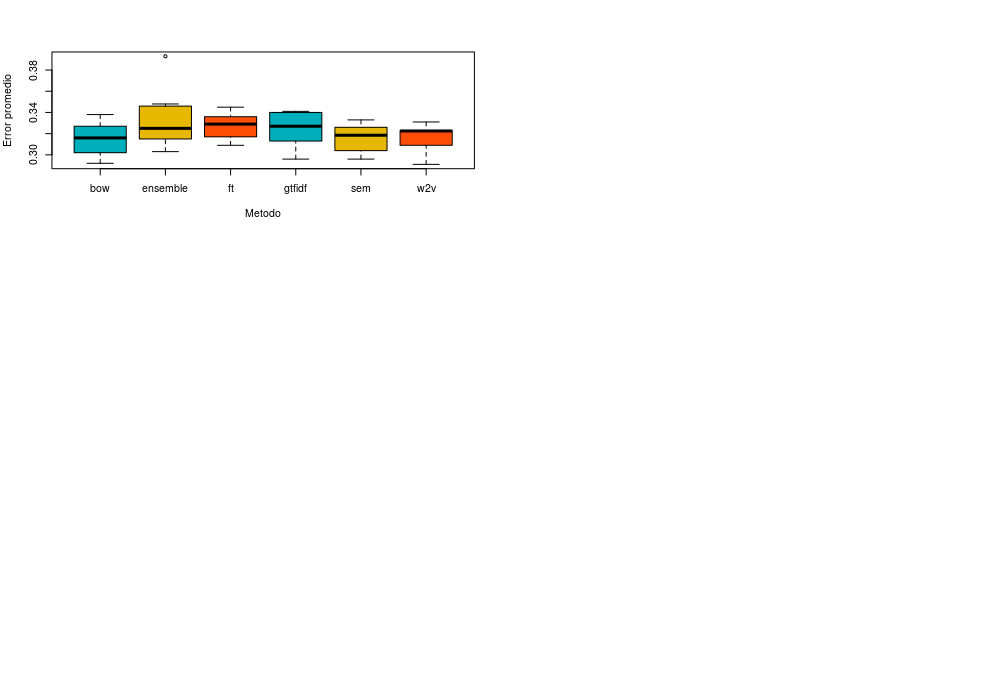 Error promedio
0.38
0.34
0.30
bow ensemble ft gtfidf sem w2v
Metodo